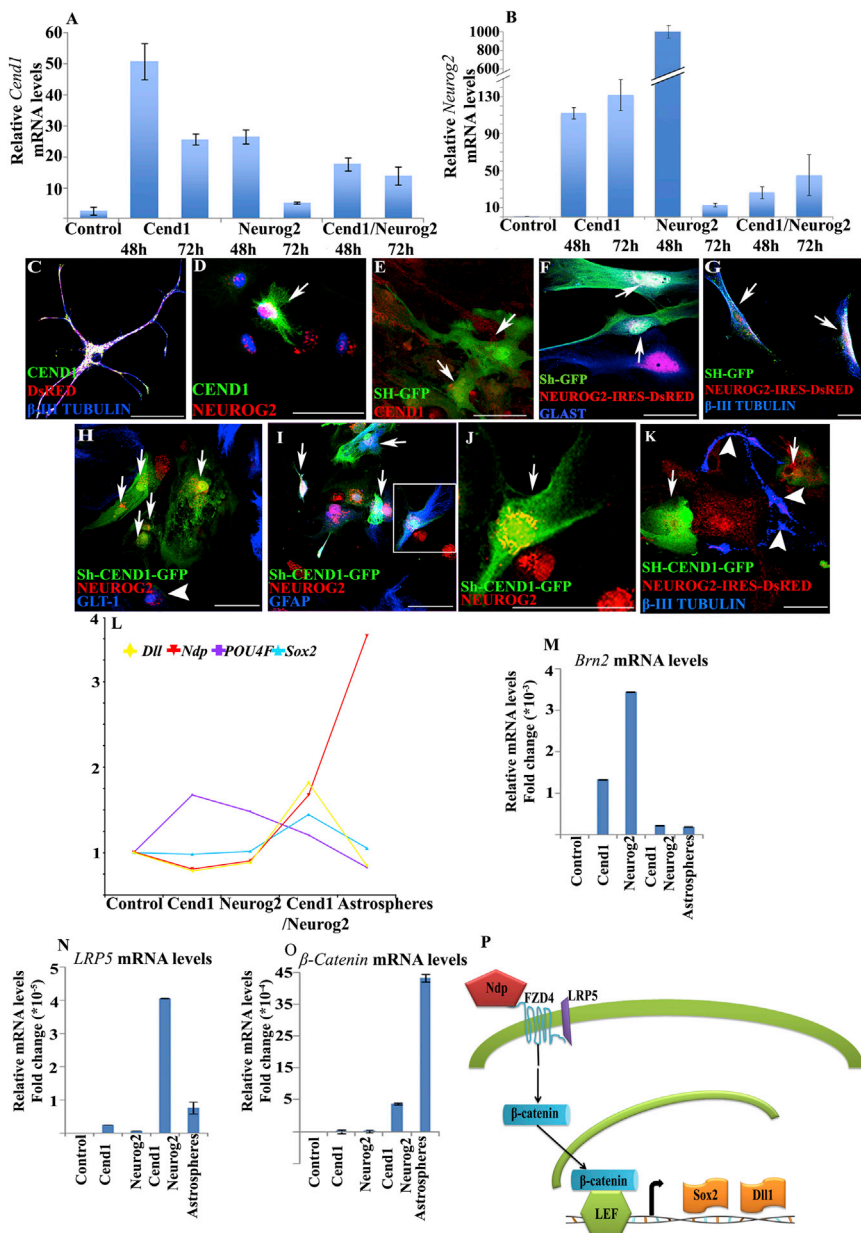 A
Relative Cend1
mRNA levels
60
50
40
30
20
10
Control Cend1 Neurog2 Cend1/Neurog2
48h 72h 48h 72h 48h 72h
B
Relative Neurog2
mRNA levels
1000
800
600
130
90
50
10
Control Cend1 Neurog2 Cend1/Neurog2
48h 72h 48h 72h 48h 72h
C
CEND1
DsRED
β-III TUBULIN
D
CEND1
NEUROG2
E
SH-GFP
CEND1
F
Sh-GFP
NEUROG2-IRES-DsRED
GLAST
G
SH-GFP
NEUROG2-IRES-DsRED
β-III TUBULIN
H
Sh-CEND1-GFP
NEUROG2
GLT-1
I
Sh-CEND1-GFP
NEUROG2
GFAP
J
Sh-CEND1-GFP
NEUROG2
K
SH-CEND1-GFP
NEUROG2-IRES-DsRED
β-III TUBULIN
L
Dll Ndp POU4F Sox2
Relative mRNA levels
Fold change
4
3
2
1
Control Cend1 Neurog2 Cend1 Astrospheres
/Neurog2
M
Brn2 mRNA levels
Relative mRNA levels
Fold change (*10⁻³)
4
3
2
1
Control
Cend1
Neurog2
Cend1
Neurog2
Astrospheres
N
LRP5 mRNA levels
Relative mRNA levels
Fold change (*10⁻⁵)
5
4
3
2
1
Control
Cend1
Neurog2
Cend1
Neurog2
Astrospheres
O
β-Catenin mRNA levels
Relative mRNA levels
Fold change (*10⁻⁴)
45
35
25
5
Control
Cend1
Neurog2
Cend1
Neurog2
Astrospheres
P
Ndp
FZD4
LRP5
β-catenin
β-catenin
LEF
Sox2
Dll1